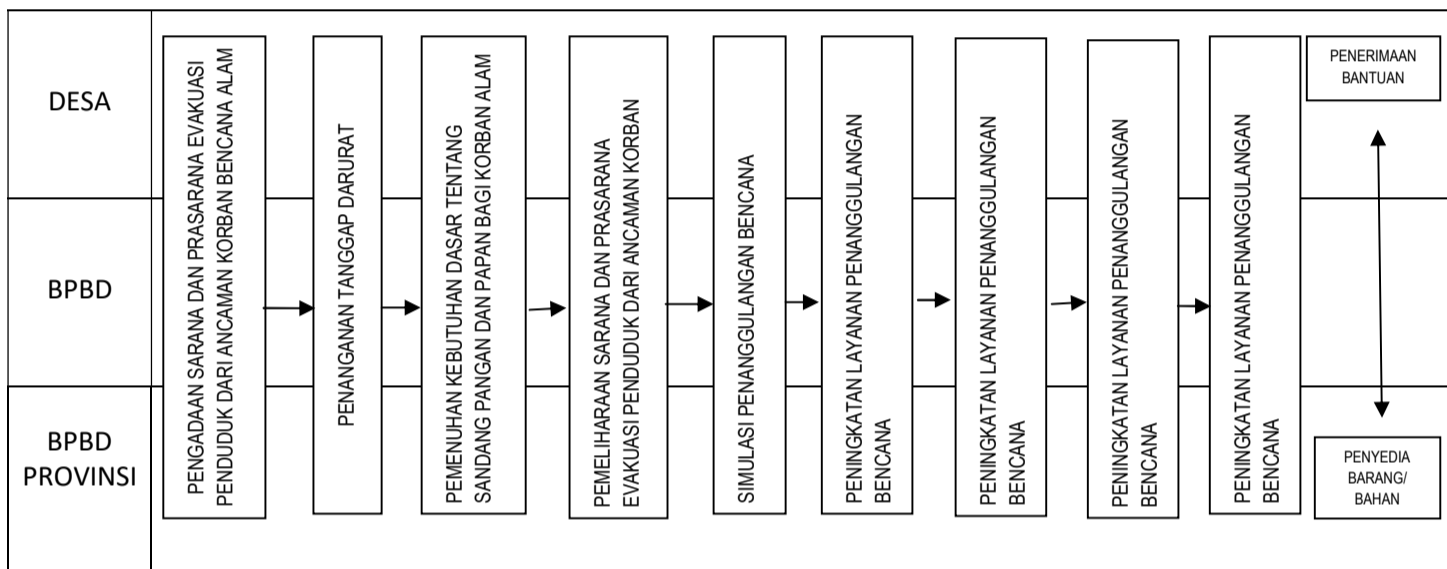 DESA
BPBD
BPBD
PROVINSI
PENGADAAN SARANA DAN PRASARANA EVAKUASI
PENDUDUK DARI ANCAMAN KORBAN BENCANA ALAM
PENANGANAN TANGGAP DARURAT
PEMENUHAN KEBUTUHAN DASAR TENTANG
SANDANG PANGAN DAN PAPAN BAGI KORBAN ALAM
PEMELIHARAAN SARANA DAN PRASARANA
EVAKUASI PENDUDUK DARI ANCAMAN KORBAN
SIMULASI PENANGGULANGAN BENCANA
PENINGKATAN LAYANAN PENANGGULANGAN
BENCANA
PENINGKATAN LAYANAN PENANGGULANGAN
BENCANA
PENINGKATAN LAYANAN PENANGGULANGAN
BENCANA
PENINGKATAN LAYANAN PENANGGULANGAN
BENCANA
PENERIMAAN
BANTUAN
PENYEDIA
BARANG/
BAHAN